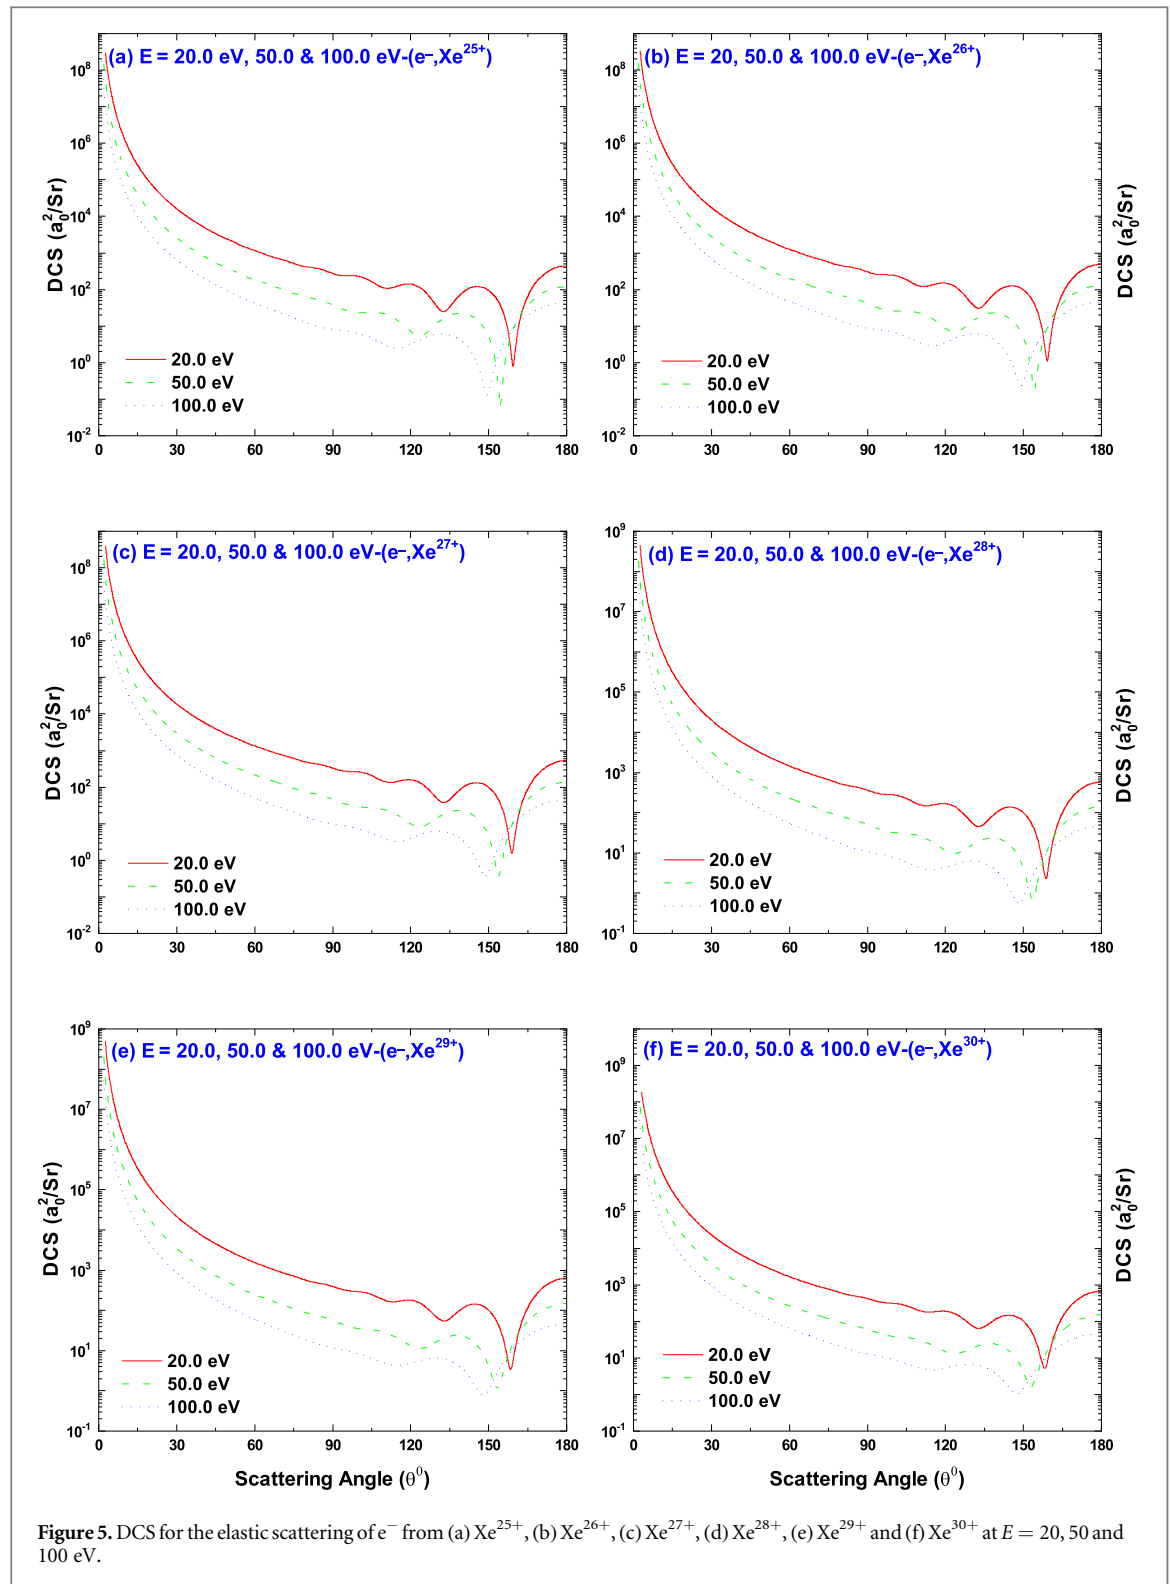 (a) E = 20.0 eV, 50.0 & 100.0 eV-(e–,Xe25+)
DCS (a₀²/Sr)
10⁸
10⁶
10⁴
10²
10⁰
10⁻²
20.0 eV
50.0 eV
100.0 eV
0 30 60 90 120 150 180
(b) E = 20, 50.0 & 100.0 eV-(e–,Xe26+)
DCS (a₀²/Sr)
10⁸
10⁶
10⁴
10²
10⁰
10⁻²
20.0 eV
50.0 eV
100.0 eV
0 30 60 90 120 150 180
(c) E = 20.0, 50.0 & 100.0 eV-(e–,Xe27+)
DCS (a₀²/Sr)
10⁸
10⁶
10⁴
10²
10⁰
10⁻²
20.0 eV
50.0 eV
100.0 eV
0 30 60 90 120 150 180
(d) E = 20.0, 50.0 & 100.0 eV-(e–,Xe28+)
DCS (a₀²/Sr)
10⁹
10⁷
10⁵
10³
10¹
10⁻¹
20.0 eV
50.0 eV
100.0 eV
0 30 60 90 120 150 180
(e) E = 20.0, 50.0 & 100.0 eV-(e–,Xe29+)
DCS (a₀²/Sr)
10⁹
10⁷
10⁵
10³
10¹
10⁻¹
20.0 eV
50.0 eV
100.0 eV
0 30 60 90 120 150 180
Scattering Angle (θ⁰)
(f) E = 20.0, 50.0 & 100.0 eV-(e–,Xe30+)
DCS (a₀²/Sr)
10⁹
10⁷
10⁵
10³
10¹
10⁻¹
20.0 eV
50.0 eV
100.0 eV
0 30 60 90 120 150 180
Scattering Angle (θ⁰)
Figure 5. DCS for the elastic scattering of e⁻ from (a) Xe²⁵⁺, (b) Xe²⁶⁺, (c) Xe²⁷⁺, (d) Xe²⁸⁺, (e) Xe²⁹⁺ and (f) Xe³⁰⁺ at E = 20, 50 and
100 eV.